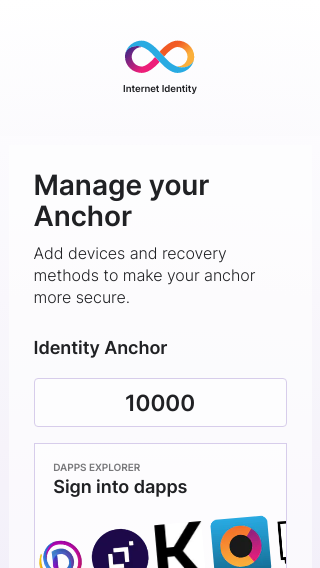 Internet Identity
Manage your
Anchor
Add devices and recovery
methods to make your anchor
more secure.
Identity Anchor
10000
DAPPS EXPLORER
Sign into dapps